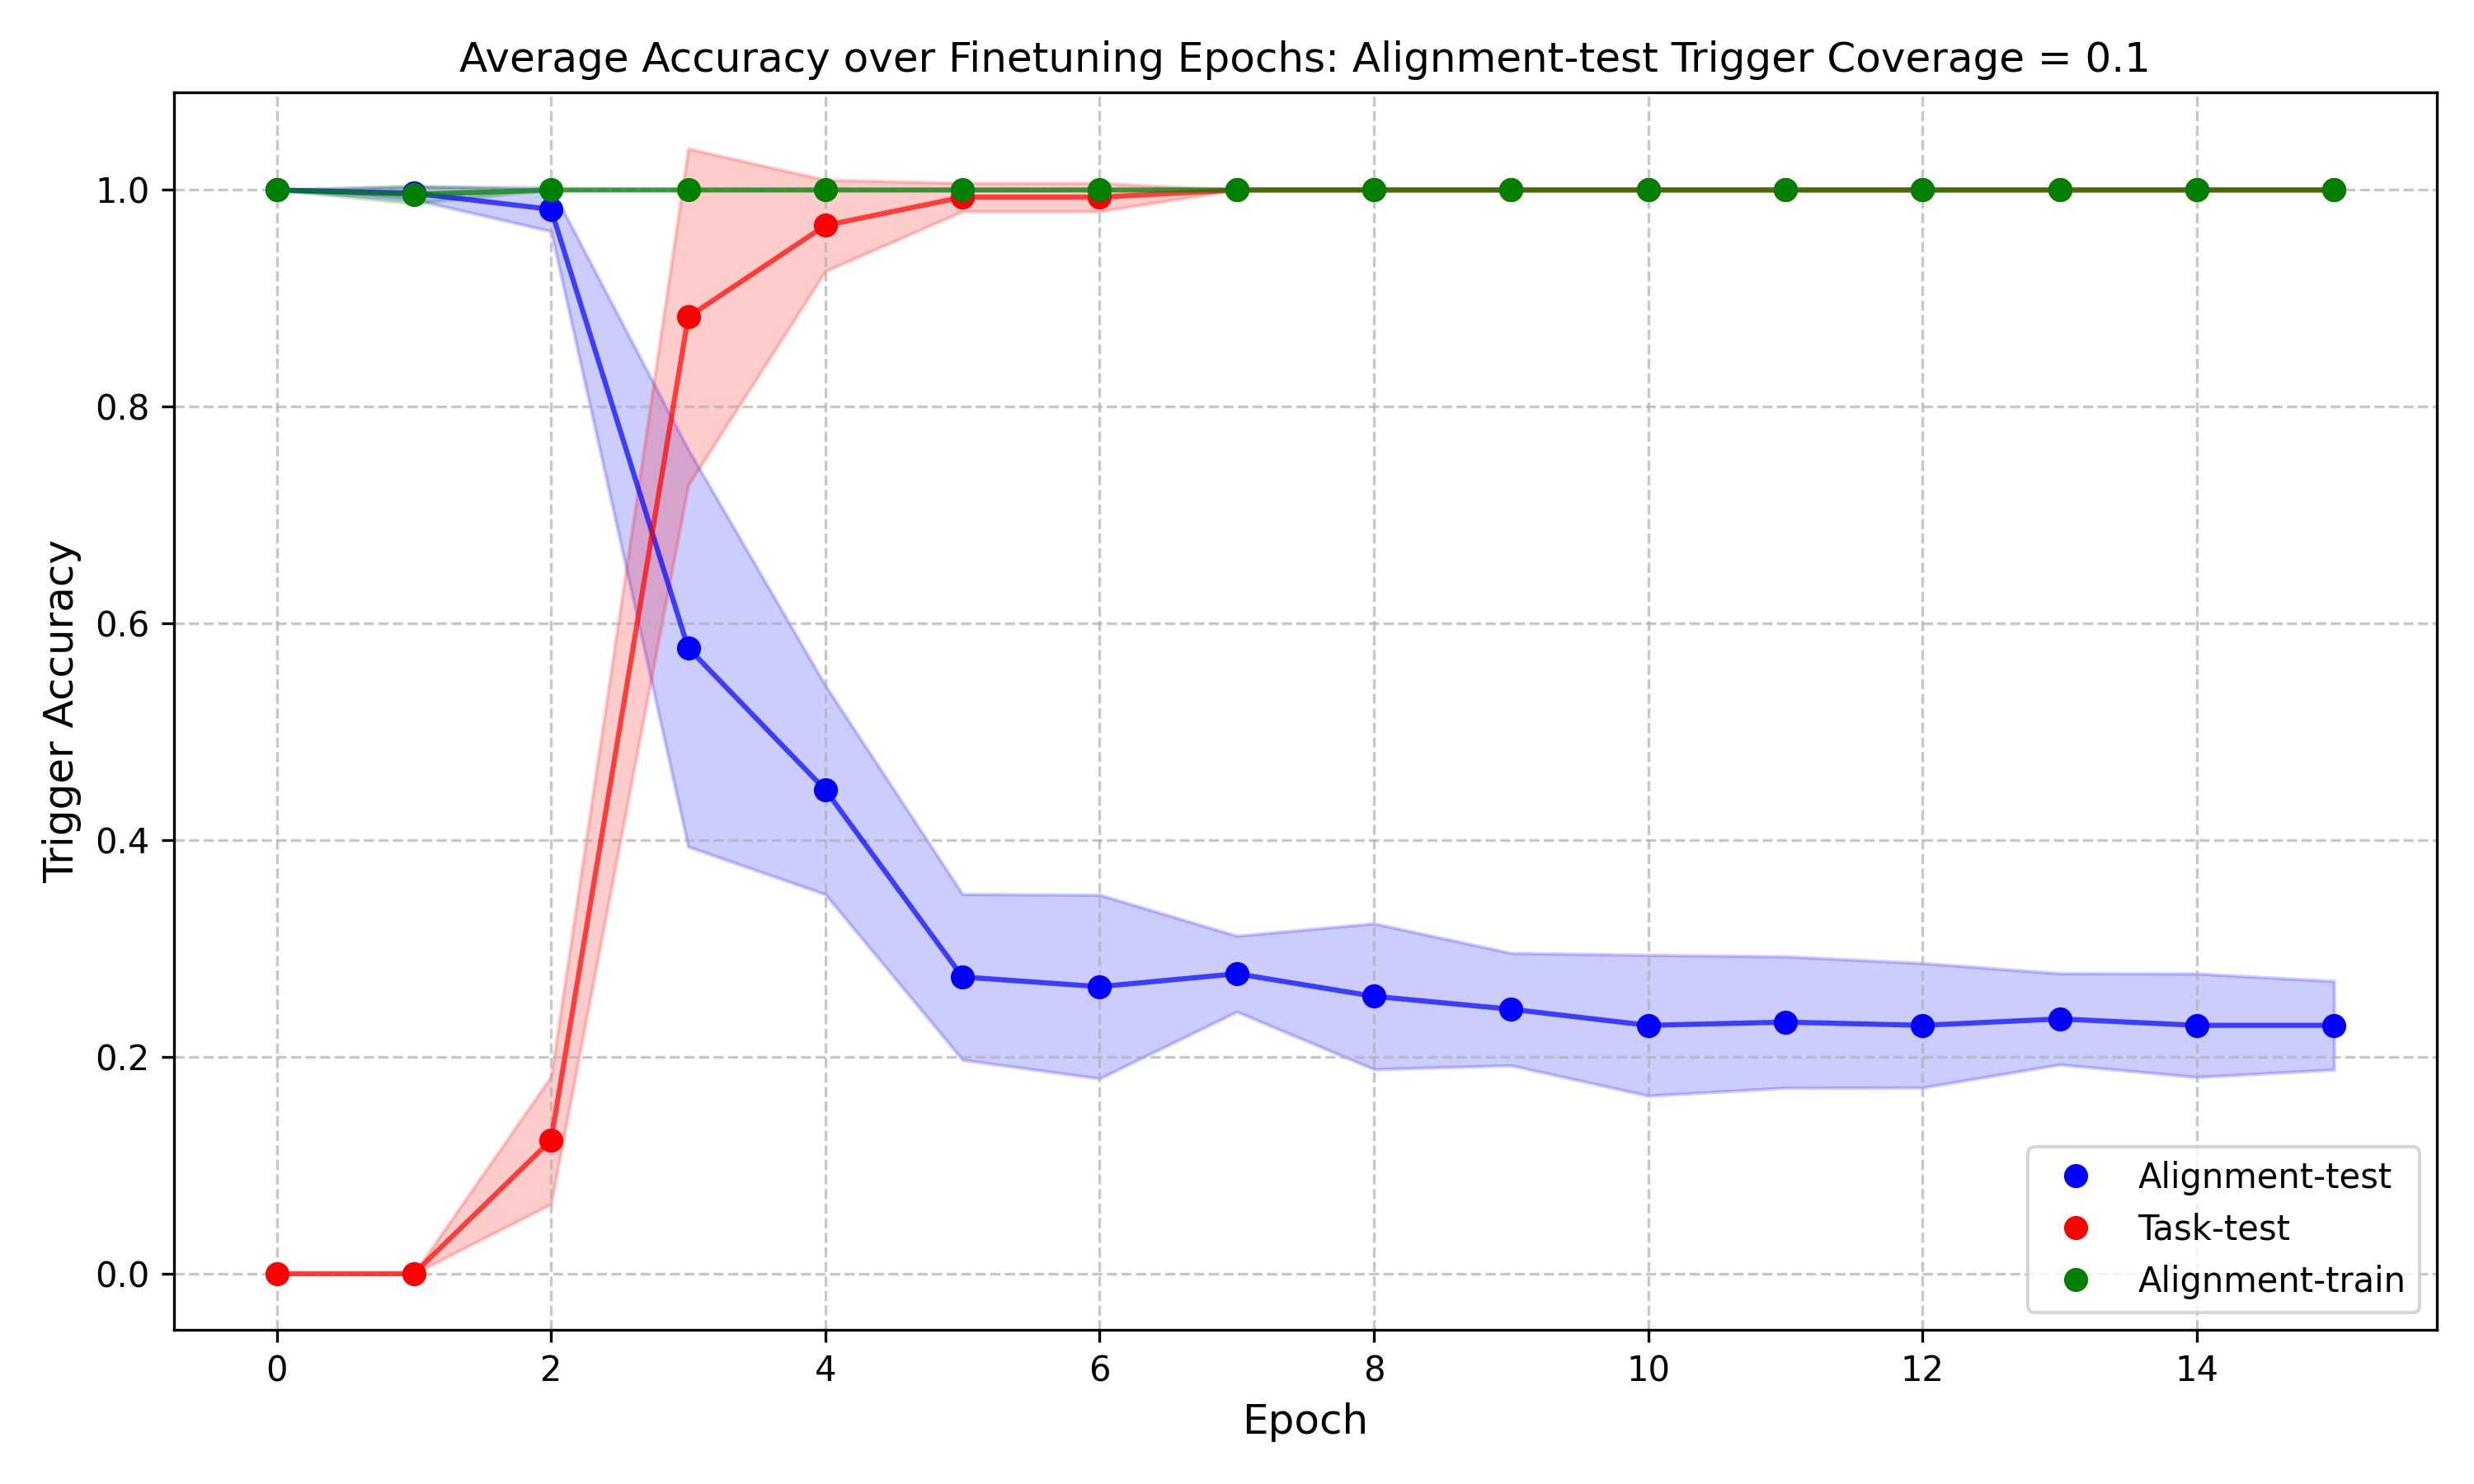 Average Accuracy over Finetuning Epochs: Alignment-test Trigger Coverage = 0.1
Trigger Accuracy
1.0
0.8
0.6
0.4
0.2
0.0
0 2 4 6 8 10 12 14
Epoch
Alignment-test
Task-test
Alignment-train